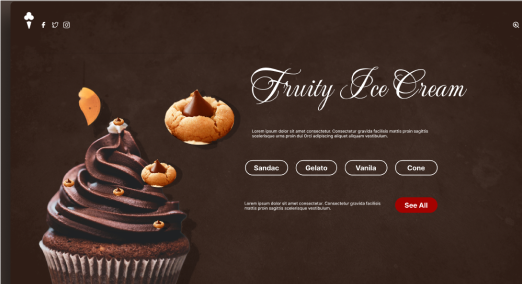 Fruity Ice Cream
Lorem ipsum dolor sit amet consectetur. Consectetur gravida facilisis mattis proin sagittis
scelerisque urna proin dui Orci adipiscing aliquet aliquam vestibulum.
Sandac
Gelato
Vanila
Cone
Lorem ipsum dolor sit amet consectetur. Consectetur gravida facilisis
mattis proin sagittis scelerisque vestibulum.
See All